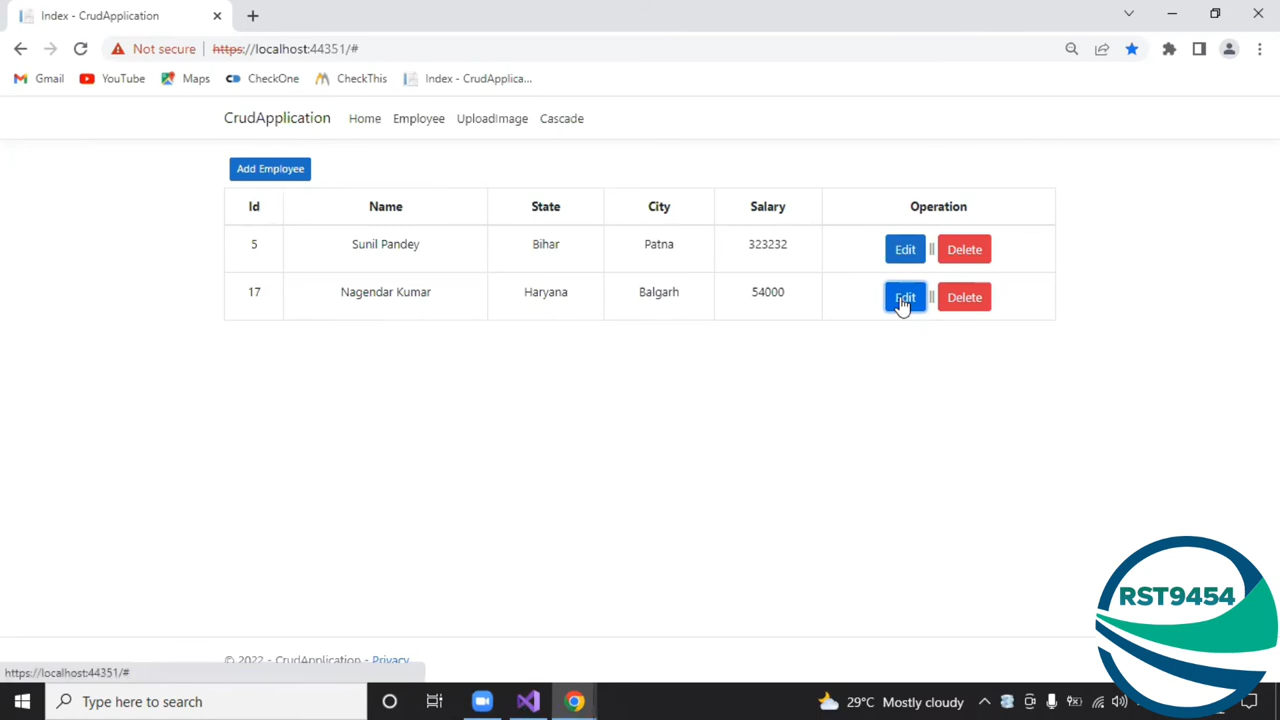 Index - CrudApplication
Not secure https://localhost:44351/#
Gmail YouTube Maps CheckOne CheckThis Index - CrudApplica...
CrudApplication Home Employee UploadImage Cascade
Add Employee
Id Name State City Salary Operation
5 Sunil Pandey Bihar Patna 323232 Edit || Delete
17 Nagendar Kumar Haryana Balgarh 54000 Edit || Delete
RST9454
© 2022 - CrudApplication - Privacy
https://localhost:44351/#
Type here to search 29°C Mostly cloudy